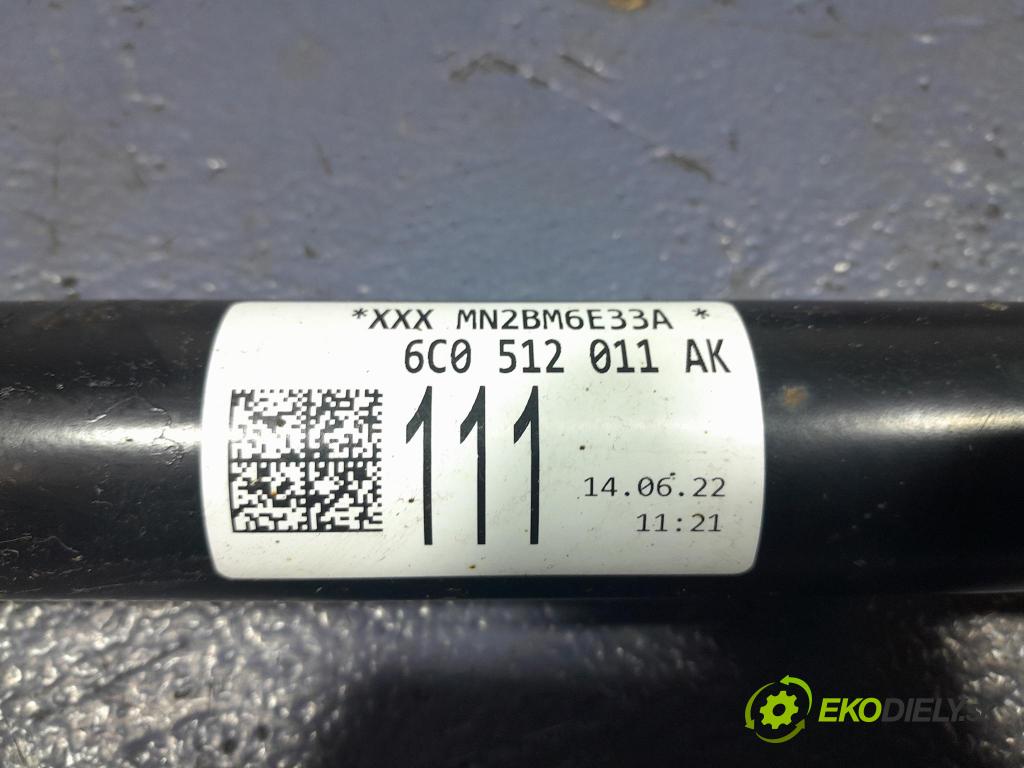 *XXX MN2BM6E33A *
6C0 512 011 AK
111
14.06.22
11:21
EKODIELY.S